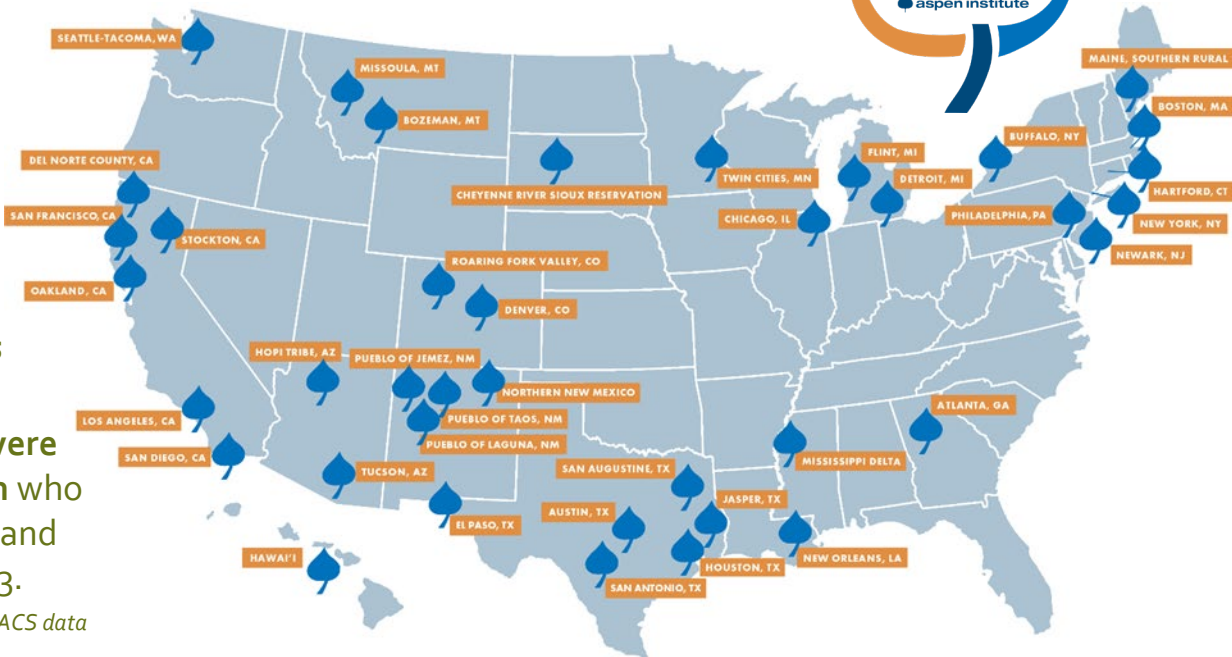 aspen institute
SEATTLE-TACOMA, WA
MISSOULA, MT
BOZEMAN, MT
MAINE, SOUTHERN RURAL
BOSTON, MA
BUFFALO, NY
DEL NORTE COUNTY, CA
CHEYENNE RIVER SIOUX RESERVATION
TWIN CITIES, MN
FLINT, MI
DETROIT, MI
HARTFORD, CT
SAN FRANCISCO, CA
STOCKTON, CA
CHICAGO, IL
PHILADELPHIA, PA
NEW YORK, NY
NEWARK, NJ
OAKLAND, CA
ROARING FORK VALLEY, CO
DENVER, CO
HOPI TRIBE, AZ
PUEBLO OF JEMEZ, NM
NORTHERN NEW MEXICO
PUEBLO OF TAOS, NM
PUEBLO OF LAGUNA, NM
LOS ANGELES, CA
SAN DIEGO, CA
TUCSON, AZ
EL PASO, TX
ATLANTA, GA
MISSISSIPPI DELTA
SAN AUGUSTINE, TX
JASPER, TX
AUSTIN, TX
HOUSTON, TX
NEW ORLEANS, LA
SAN ANTONIO, TX
HAWAI'I
s
vere
n who
and
3.
ACS data